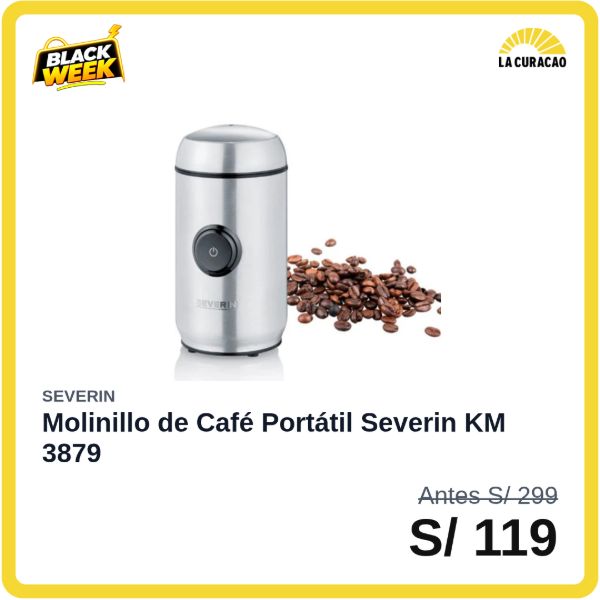 BLACK
WEEK
LA CURACAO
SEVERIN
SEVERIN
Molinillo de Café Portátil Severin KM
3879
Antes S/ 299
S/ 119